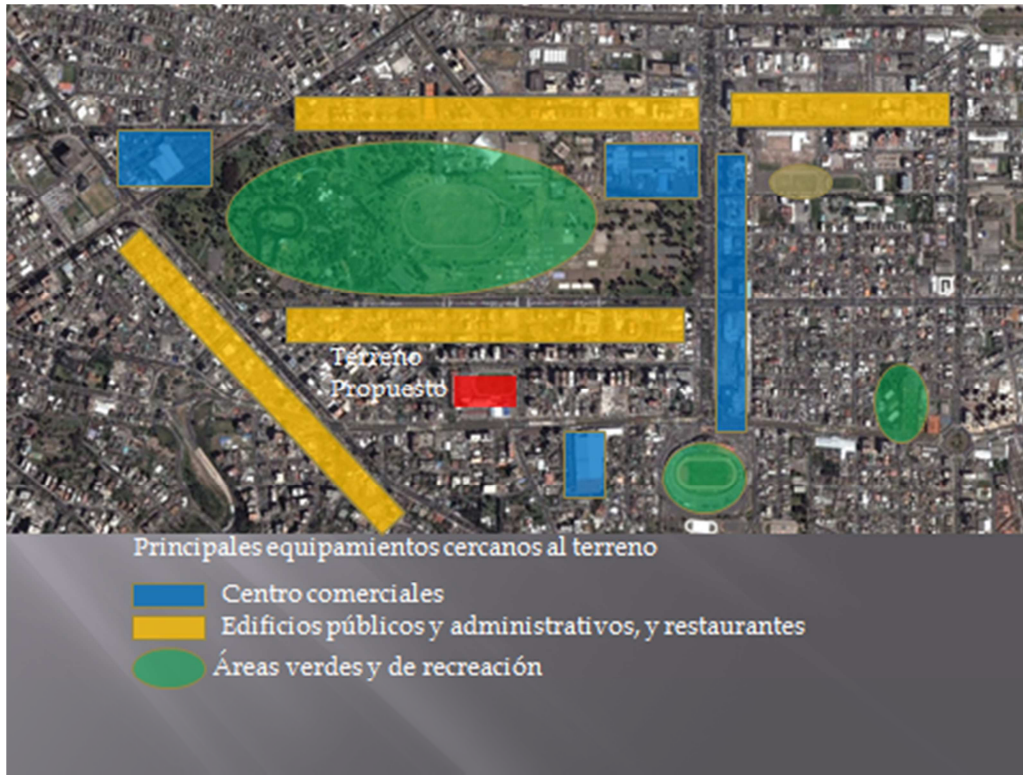 Terreno
Propuesto
Principales equipamientos cercanos al terreno
Centro comerciales
Edificios públicos y administrativos, y restaurantes
Áreas verdes y de recreación